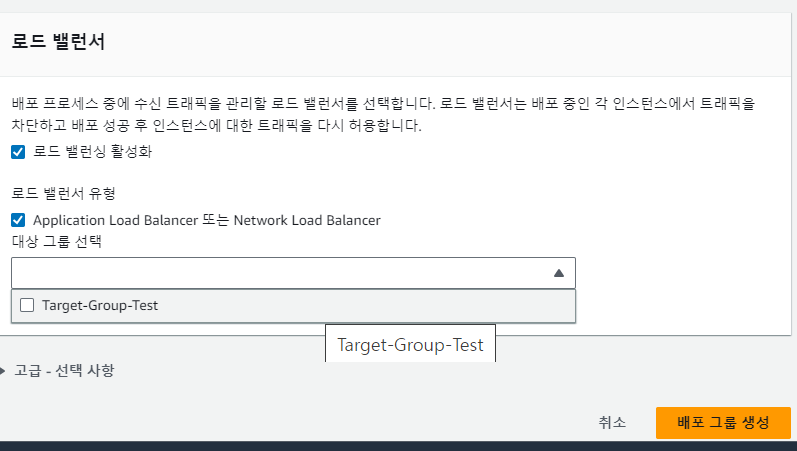 로드 밸런서
배포 프로세스 중에 수신 트래픽을 관리할 로드 밸런서를 선택합니다. 로드 밸런서는 배포 중인 각 인스턴스에서 트래픽을
차단하고 배포 성공 후 인스턴스에 대한 트래픽을 다시 허용합니다.
로드 밸런싱 활성화
로드 밸런서 유형
Application Load Balancer 또는 Network Load Balancer
대상 그룹 선택
Target-Group-Test
Target-Group-Test
고급 - 선택 사항
취소
배포 그룹 생성